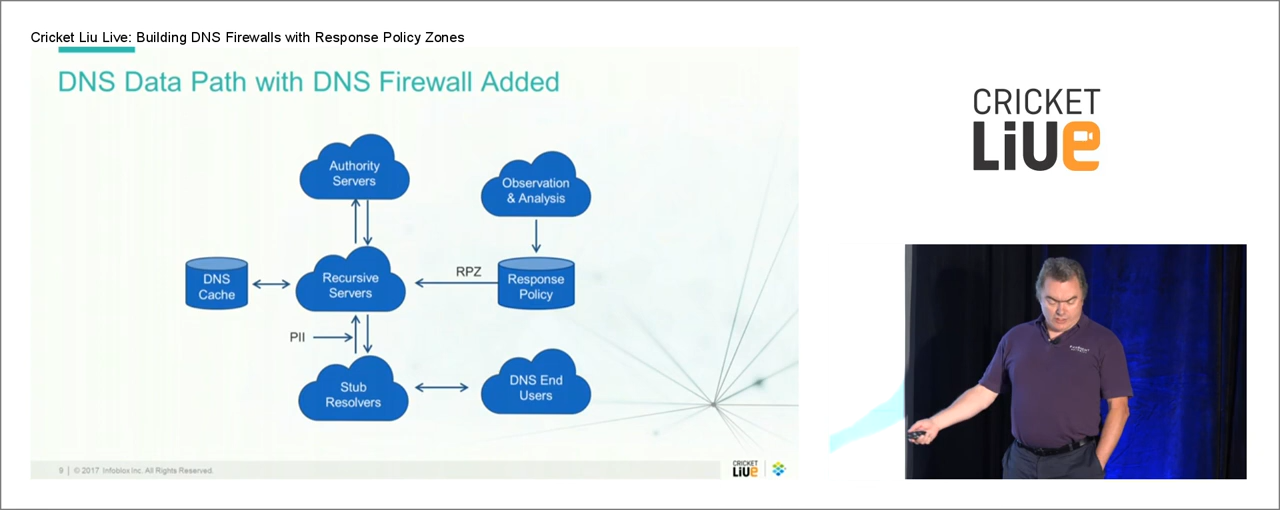 Cricket Liu Live: Building DNS Firewalls with Response Policy Zones
DNS Data Path with DNS Firewall Added
Authority
Servers
Observation
& Analysis
DNS
Cache
Recursive
Servers
RPZ
Response
Policy
PII
Stub
Resolvers
DNS End
Users
9 | © 2017 Infoblox Inc. All Rights Reserved.
CRICKET
LiUe
CRICKET
LiUe